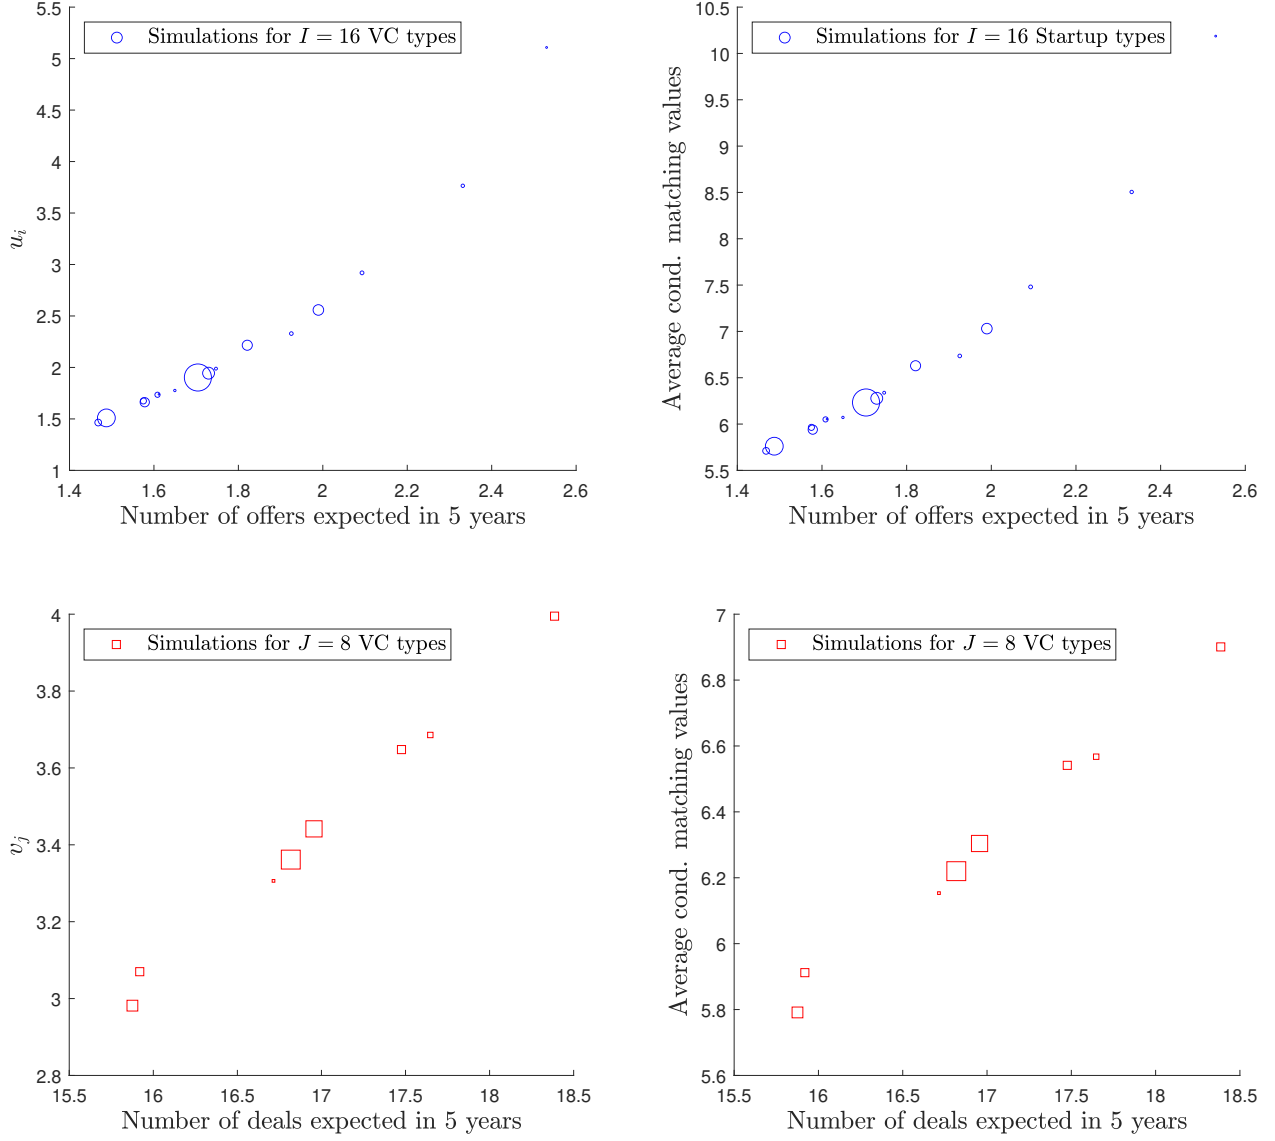 5.5
5
4.5
4
3.5
3
2.5
2
1.5
1
u_i
Simulations for I = 16 VC types
1.4 1.6 1.8 2 2.2 2.4 2.6
Number of offers expected in 5 years
10.5
10
9.5
9
8.5
8
7.5
7
6.5
6
5.5
Average cond. matching values
Simulations for I = 16 Startup types
1.4 1.6 1.8 2 2.2 2.4 2.6
Number of offers expected in 5 years
4
3.8
3.6
3.4
3.2
3
2.8
v_j
Simulations for J = 8 VC types
15.5 16 16.5 17 17.5 18 18.5
Number of deals expected in 5 years
7
6.8
6.6
6.4
6.2
6
5.8
5.6
Average cond. matching values
Simulations for J = 8 VC types
15.5 16 16.5 17 17.5 18 18.5
Number of deals expected in 5 years